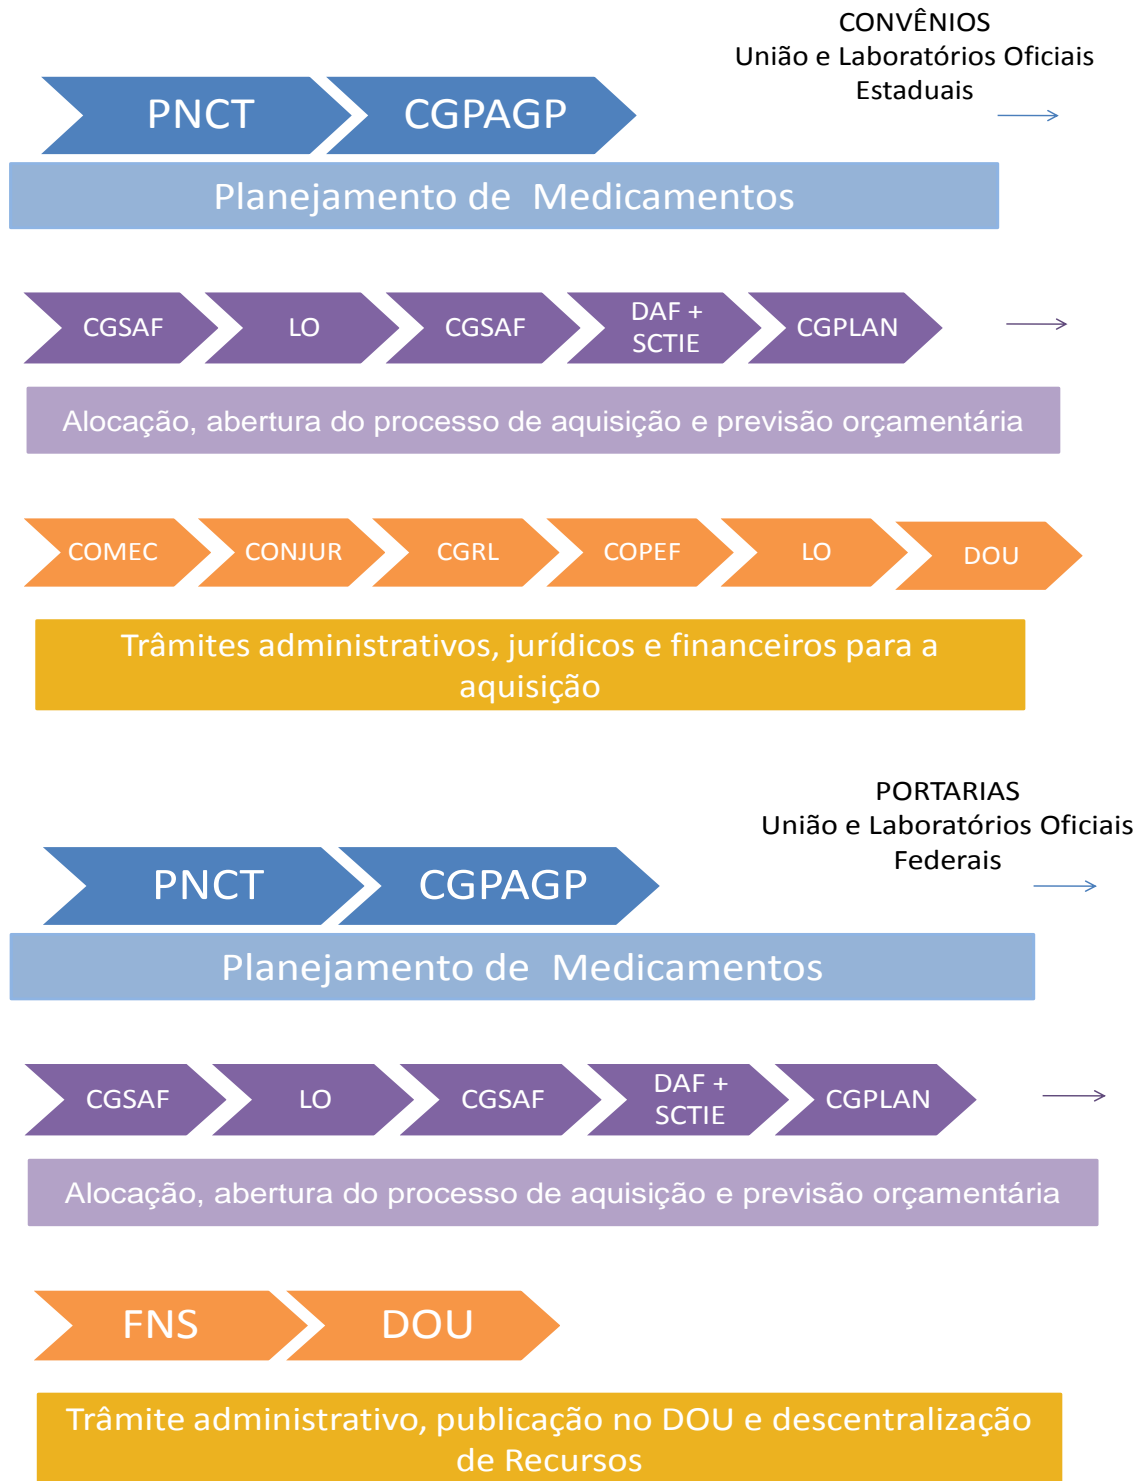 CONVÊNIOS
União e Laboratórios Oficiais
Estaduais
PNCT
CGPAGP
Planejamento de Medicamentos
CGSAF
LO
CGSAF
DAF +
SCTIE
CGPLAN
Alocação, abertura do processo de aquisição e previsão orçamentária
COMEC
CONJUR
CGRL
COPEF
LO
DOU
Trâmites administrativos, jurídicos e financeiros para a
aquisição
PORTARIAS
União e Laboratórios Oficiais
Federais
PNCT
CGPAGP
Planejamento de Medicamentos
CGSAF
LO
CGSAF
DAF +
SCTIE
CGPLAN
Alocação, abertura do processo de aquisição e previsão orçamentária
FNS
DOU
Trâmite administrativo, publicação no DOU e descentralização
de Recursos